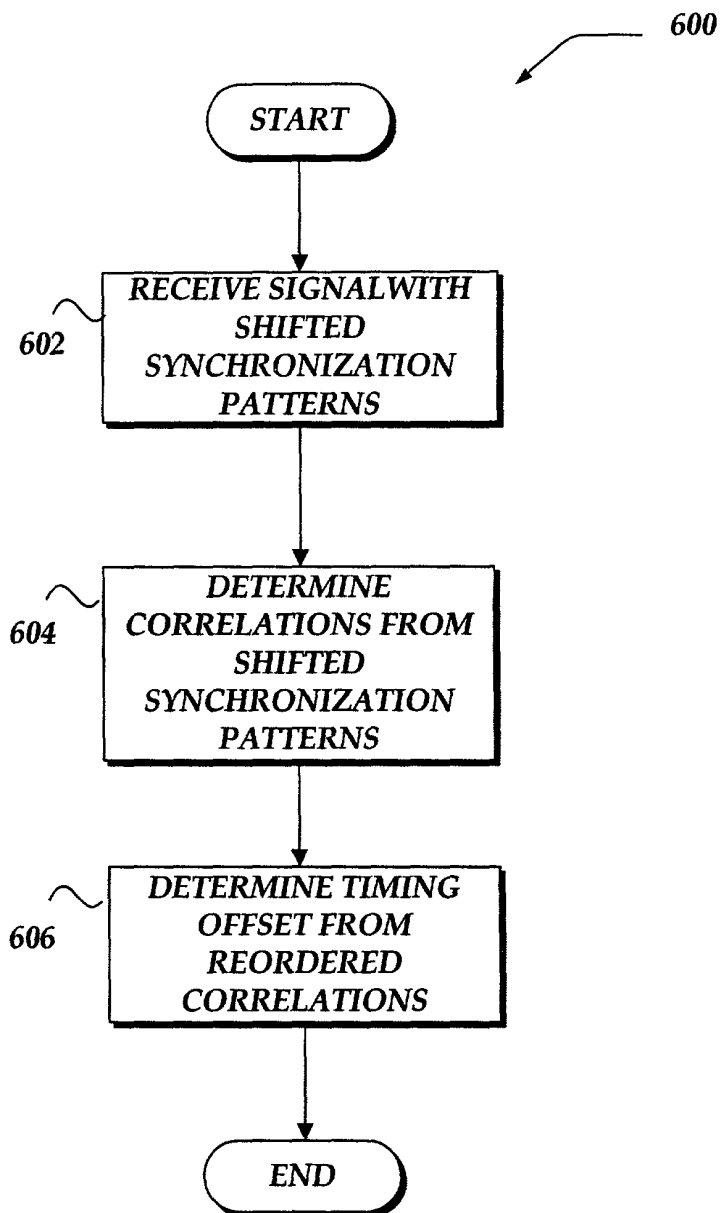 600
START
RECEIVE SIGNALWITH
SHIFTED
SYNCHRONIZATION
PATTERNS
602
DETERMINE
CORRELATIONS FROM
SHIFTED
SYNCHRONIZATION
PATTERNS
604
DETERMINE TIMING
OFFSET FROM
REORDERED
CORRELATIONS
606
END